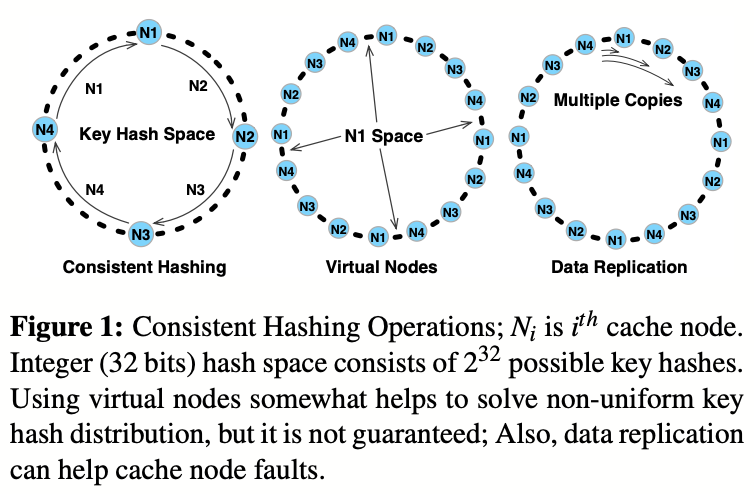 N1
N1
N2
N4
Key Hash Space
N2
N4
N3
N3
Consistent Hashing
N1
N4
N2
N3
N3
N2
N4
N1
N1 Space
N1
N4
N2
N3
N3
N2
N4
N1
Virtual Nodes
N1
N4
N2
N3
N3
N2
Multiple Copies
N4
N1
N1
N4
N2
N3
N3
N2
N4
N1
Data Replication
Figure 1: Consistent Hashing Operations; Nᵢ is iᵗʰ cache node.
Integer (32 bits) hash space consists of 2³² possible key hashes.
Using virtual nodes somewhat helps to solve non-uniform key
hash distribution, but it is not guaranteed; Also, data replication
can help cache node faults.